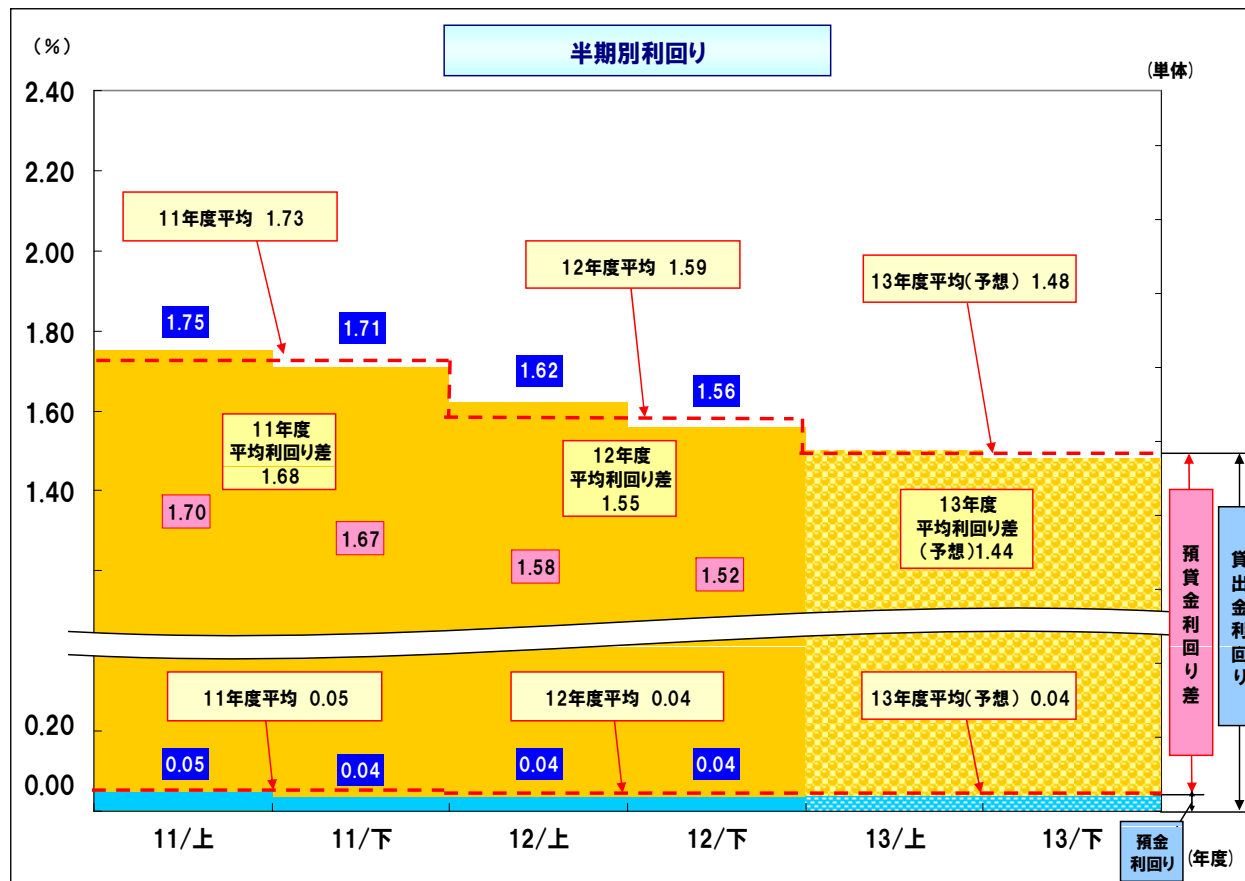 半期別利回り
(%)
(単体)
2.40
2.20
2.00
1.80
1.60
1.40
0.20
0.00
11年度平均 1.73
12年度平均 1.59
13年度平均(予想) 1.48
1.75
1.71
1.62
1.56
11年度
平均利回り差
1.68
12年度
平均利回り差
1.55
13年度
平均利回り差
(予想)1.44
1.70
1.67
1.58
1.52
11年度平均 0.05
12年度平均 0.04
13年度平均(予想) 0.04
0.05
0.04
0.04
0.04
預貸金利回り差
貸出金利回り
11/上
11/下
12/上
12/下
13/上
13/下
預金
利回り
(年度)